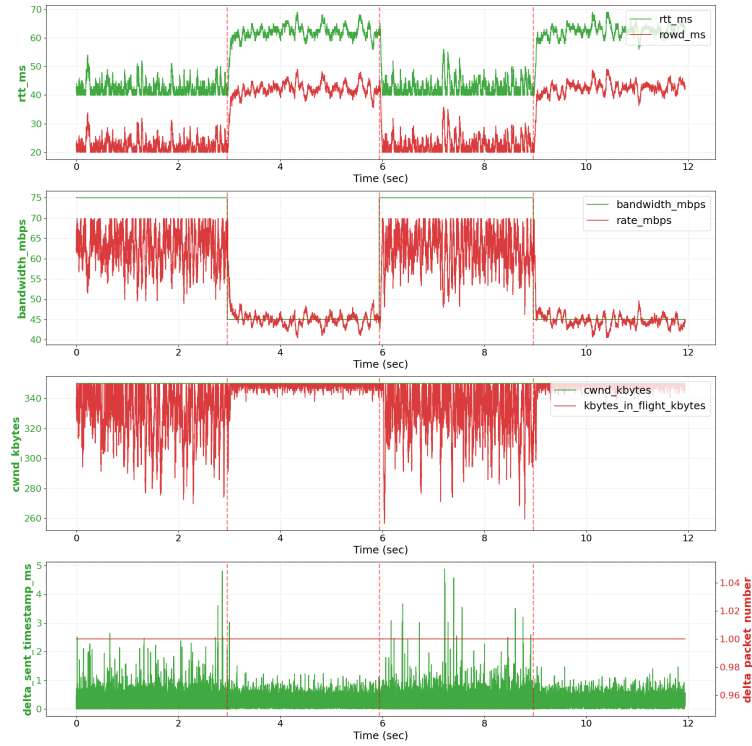 70
60
50
40
30
20
rtt_ms
rtt_ms
rowd_ms
0 2 4 6 8 10 12
Time (sec)
75
70
65
60
55
50
45
40
bandwidth_mbps
bandwidth_mbps
rate_mbps
0 2 4 6 8 10 12
Time (sec)
340
320
300
280
260
cwnd_kbytes
cwnd_kbytes
kbytes_in_flight_kbytes
0 2 4 6 8 10 12
Time (sec)
5
4
3
2
1
0
delta_sent_timestamp_ms
1.04
1.02
1.00
0.98
0.96
delta_packet_number
0 2 4 6 8 10 12
Time (sec)